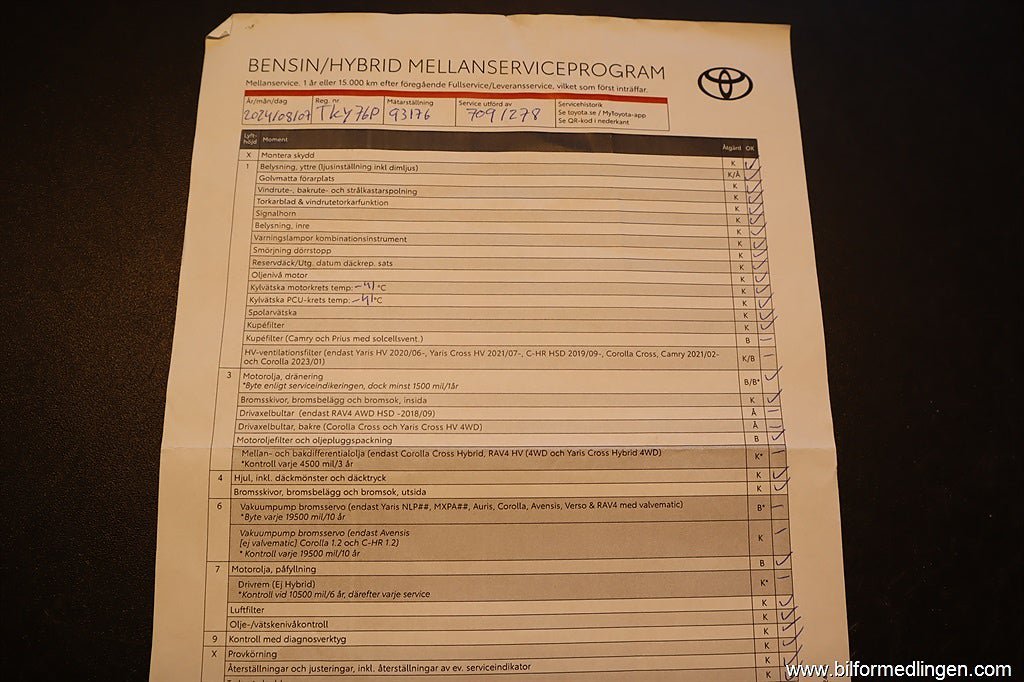 BENSIN/HYBRID MELLANSERVICEPROGRAM
Mellanservice, 1 år eller 15.000 km efter föregående Fullservice/Leveransservice, vilket som först inträffar.
År/mån/dag Reg. nr Mätarställning Service utförd av Servicehistorik
2024/08/07 TKY76P 93176 709/278 Se toyota.se / MyToyota-app
Se QR-kod i nederkant
Lyft-höjd Moment Åtgärd OK
X Montera skydd K ✓
1 Belysning, yttre (ljusinställning inkl dimljus) K/Å ✓
Golvmatta förarplats K ✓
Vindrute-, bakrute- och strålkastarspolning K ✓
Torkarblad & vindrutetorkarfunktion K ✓
Signalhorn K ✓
Belysning, inre K ✓
Varningslampor kombinationsinstrument K ✓
Smörjning dörrstopp K ✓
Reservdäck/Utg. datum däckrep. sats K ✓
Oljenivå motor K ✓
Kylvätska motorkrets temp: -41 °C K ✓
Kylvätska PCU-krets temp: -41 °C K ✓
Spolarvätska K ✓
Kupéfilter K ✓
Kupéfilter (Camry och Prius med solcellsvent.) B –
HV-ventilationsfilter (endast Yaris HV 2020/06-, Yaris Cross HV 2021/07-, C-HR HSD 2019/09-, Corolla Cross, Camry 2021/02- K/B –
och Corolla 2023/01)
3 Motorolja, dränering B/B* ✓
*Byte enligt serviceindikeringen, dock minst 1500 mil/1år
Bromsskivor, bromsbelägg och bromsok, insida K ✓
Drivaxelbultar (endast RAV4 AWD HSD -2018/09) Å –
Drivaxelbultar, bakre (Corolla Cross och Yaris Cross HV 4WD) Å –
Motoroljefilter och oljepluggspackning B ✓
Mellan- och bakdifferentialolja (endast Corolla Cross Hybrid, RAV4 HV (4WD och Yaris Cross Hybrid 4WD) K* –
*Kontroll varje 4500 mil/3 år
4 Hjul, inkl. däckmönster och däcktryck K ✓
Bromsskivor, bromsbelägg och bromsok, utsida K ✓
6 Vakuumpump bromsservo (endast Yaris NLP##, MXPA##, Auris, Corolla, Avensis, Verso & RAV4 med valvematic) B* –
*Byte varje 19500 mil/10 år
Vakuumpump bromsservo (endast Avensis K –
[ej valvematic] Corolla 1.2 och C-HR 1.2)
* Kontroll varje 19500 mil/10 år
7 Motorolja, påfyllning B ✓
Drivrem (Ej Hybrid) K* –
*Kontroll vid 10500 mil/6 år, därefter varje service
Luftfilter K ✓
Olje-/vätskenivåkontroll K ✓
9 Kontroll med diagnosverktyg K ✓
X Provkörning K ✓
Återställningar och justeringar, inkl. återställningar av ev. serviceindikator K ✓
www.bilformedlingen.com